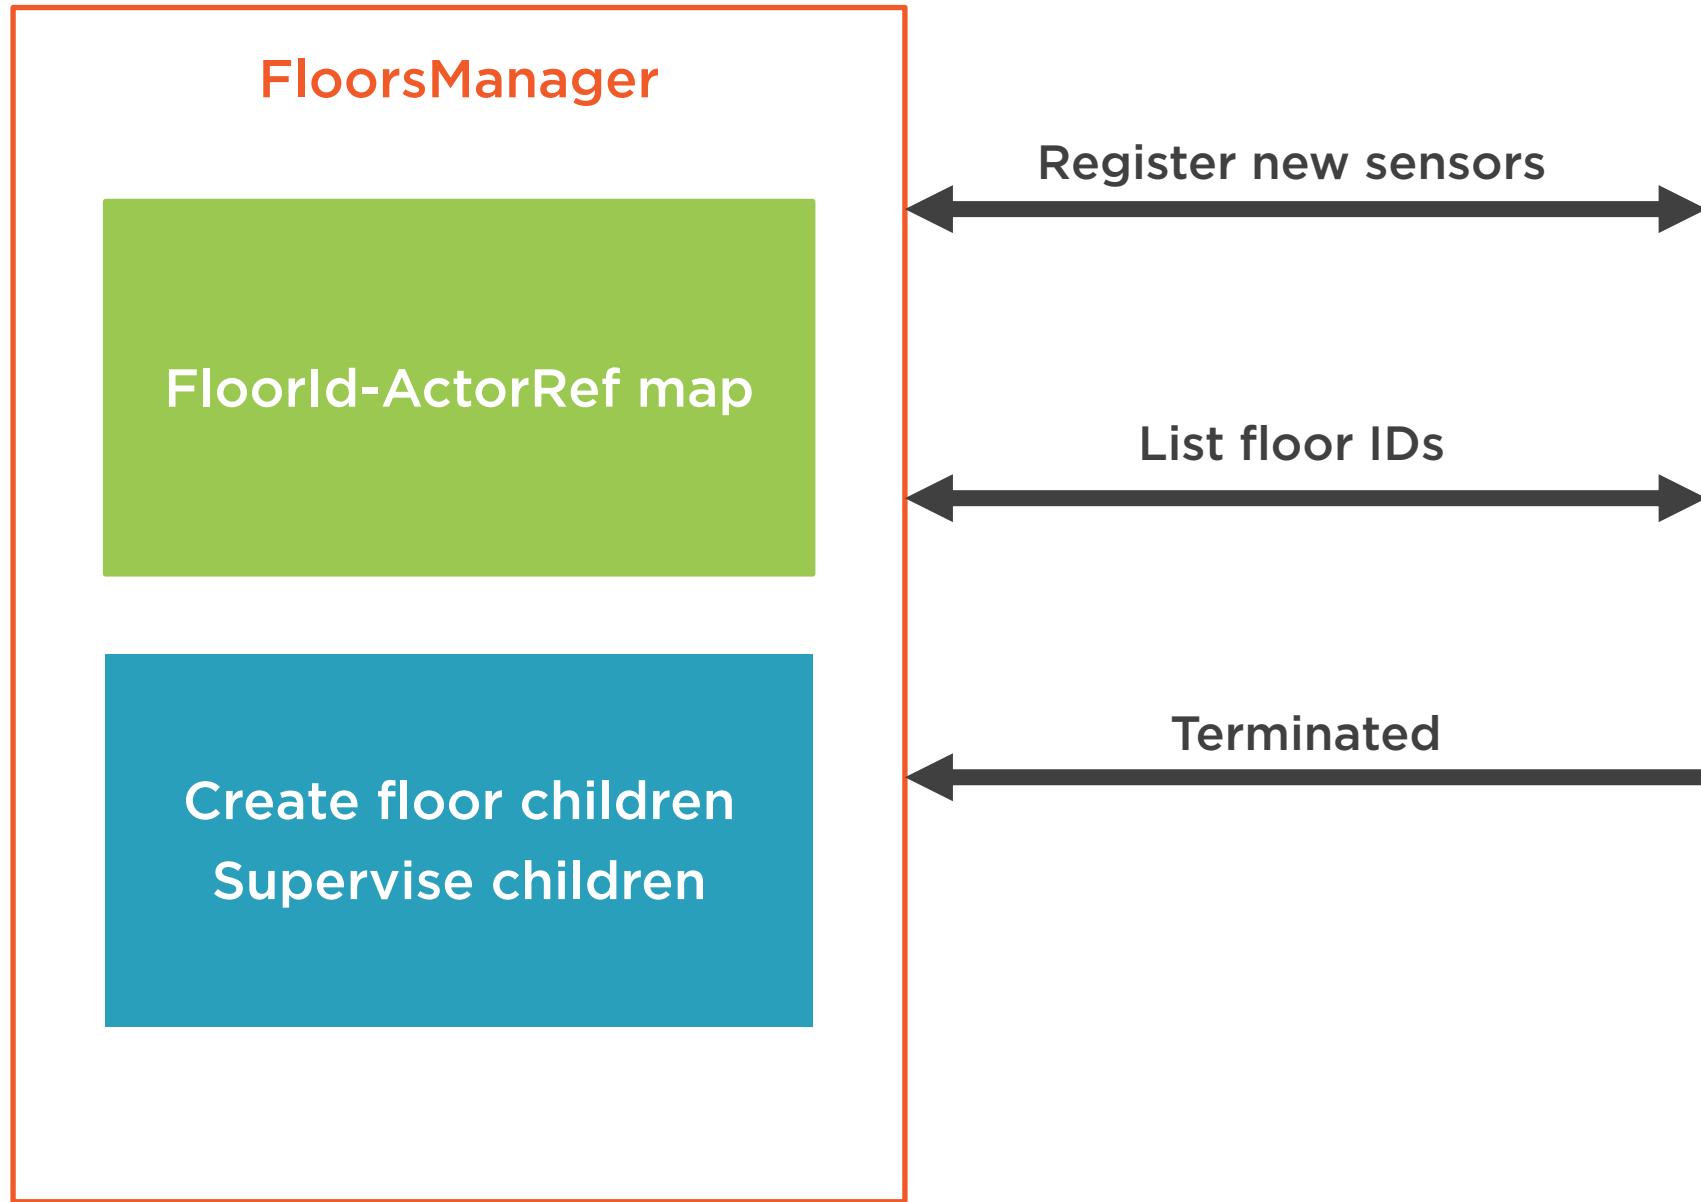 FloorsManager
Register new sensors
FloorId-ActorRef map
List floor IDs
Terminated
Create floor children
Supervise children